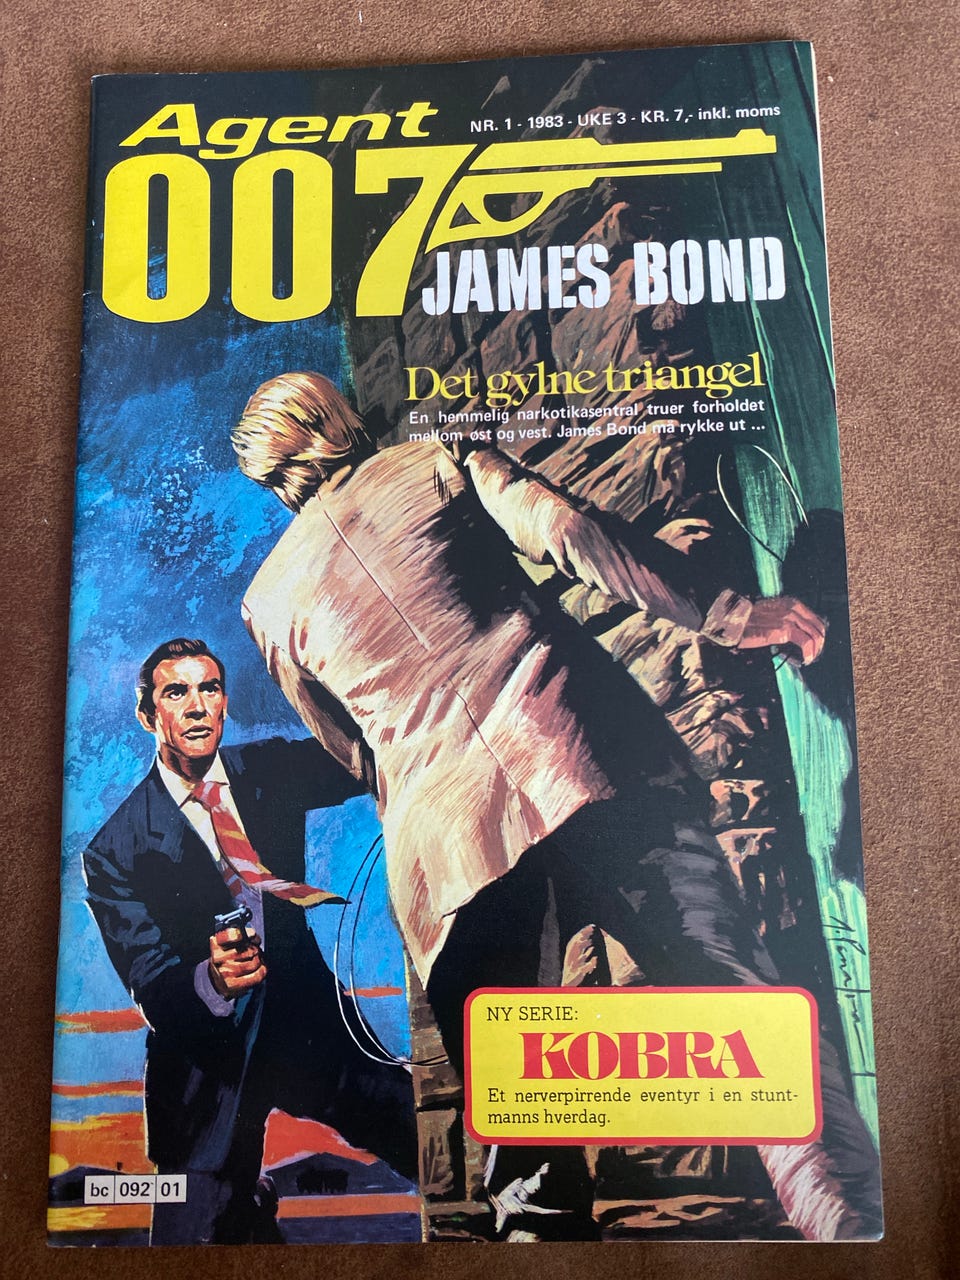 Agent
NR. 1 - 1983 - UKE 3 - KR. 7,- inkl. moms
007
JAMES BOND
Det gylne triangel
En hemmelig narkotikasentral truer forholdet
mellom øst og vest. James Bond må rykke ut ...
NY SERIE:
KOBRA
Et nerverpirrende eventyr i en stunt-
manns hverdag.
bc 092 01